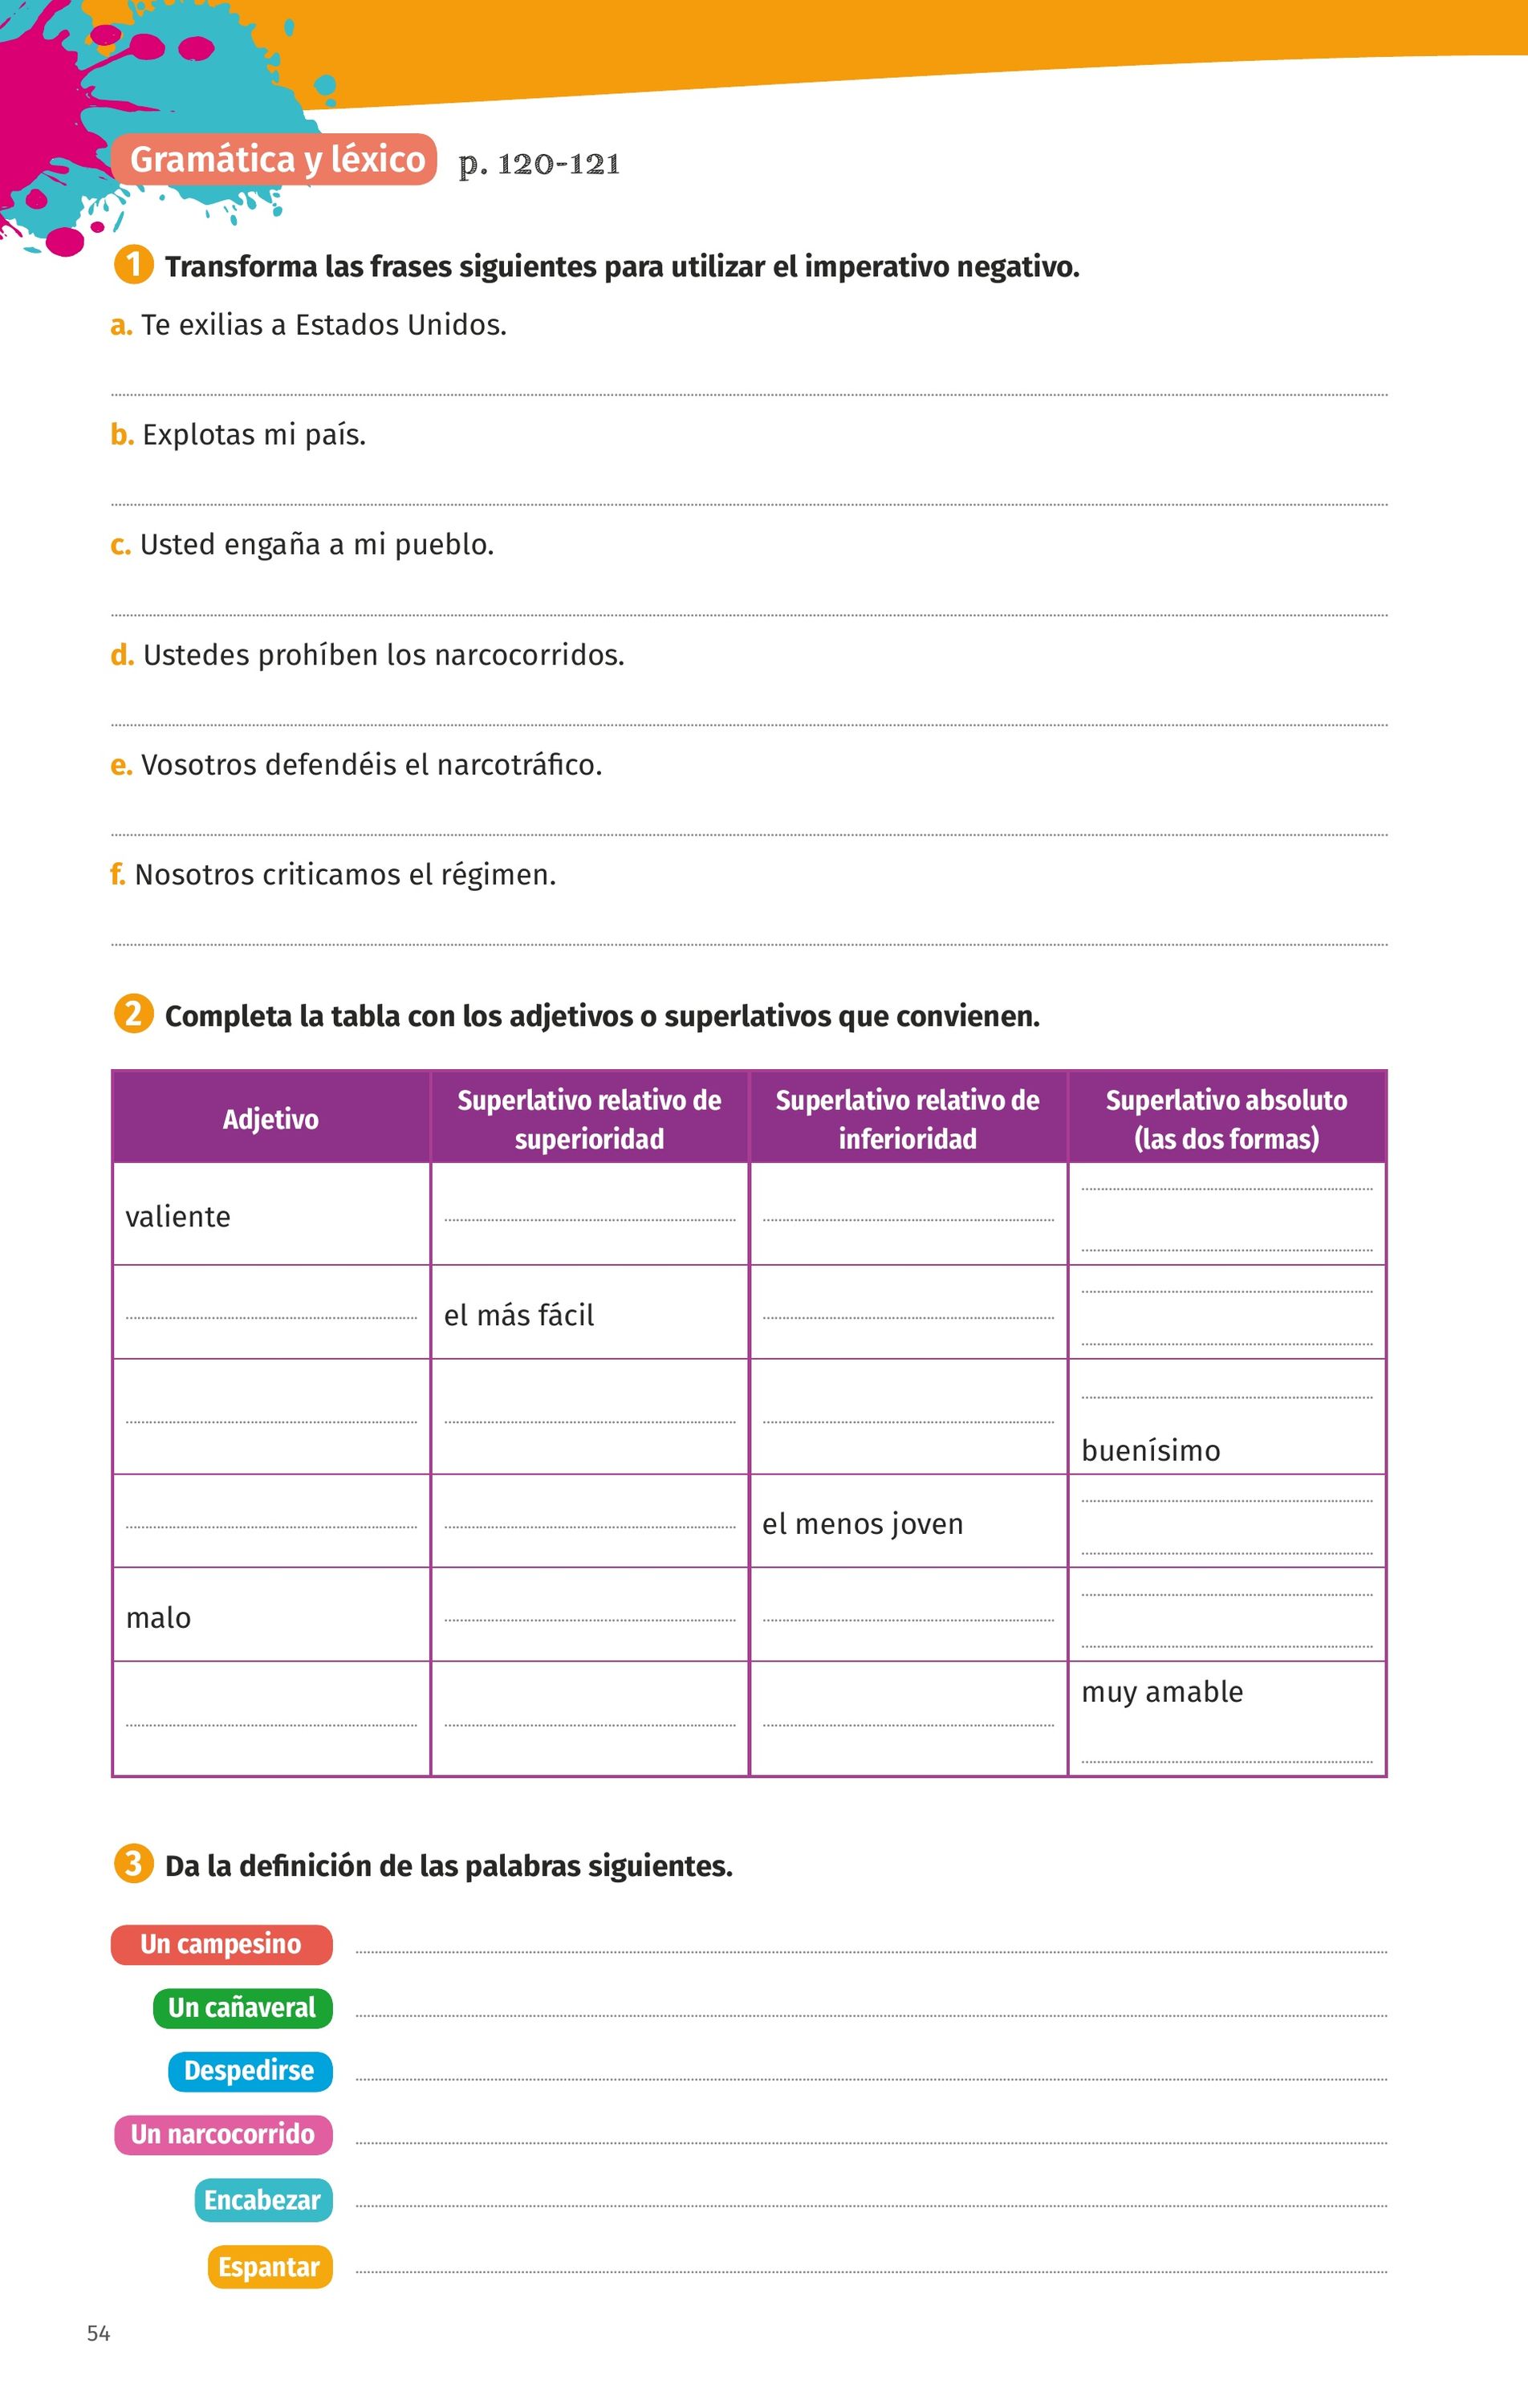 Gramática y léxico p. 120-121
1 Transforma las frases siguientes para utilizar el imperativo negativo.
a. Te exilias a Estados Unidos.
b. Explotas mi país.
c. Usted engaña a mi pueblo.
d. Ustedes prohíben los narcocorridos.
e. Vosotros defendéis el narcotráfico.
f. Nosotros criticamos el régimen.
2 Completa la tabla con los adjetivos o superlativos que convienen.
Adjetivo
Superlativo relativo de
superioridad
Superlativo relativo de
inferioridad
Superlativo absoluto
(las dos formas)
valiente
el más fácil
buenísimo
el menos joven
malo
muy amable
3 Da la definición de las palabras siguientes.
Un campesino
Un cañaveral
Despedirse
Un narcocorrido
Encabezar
Espantar
54